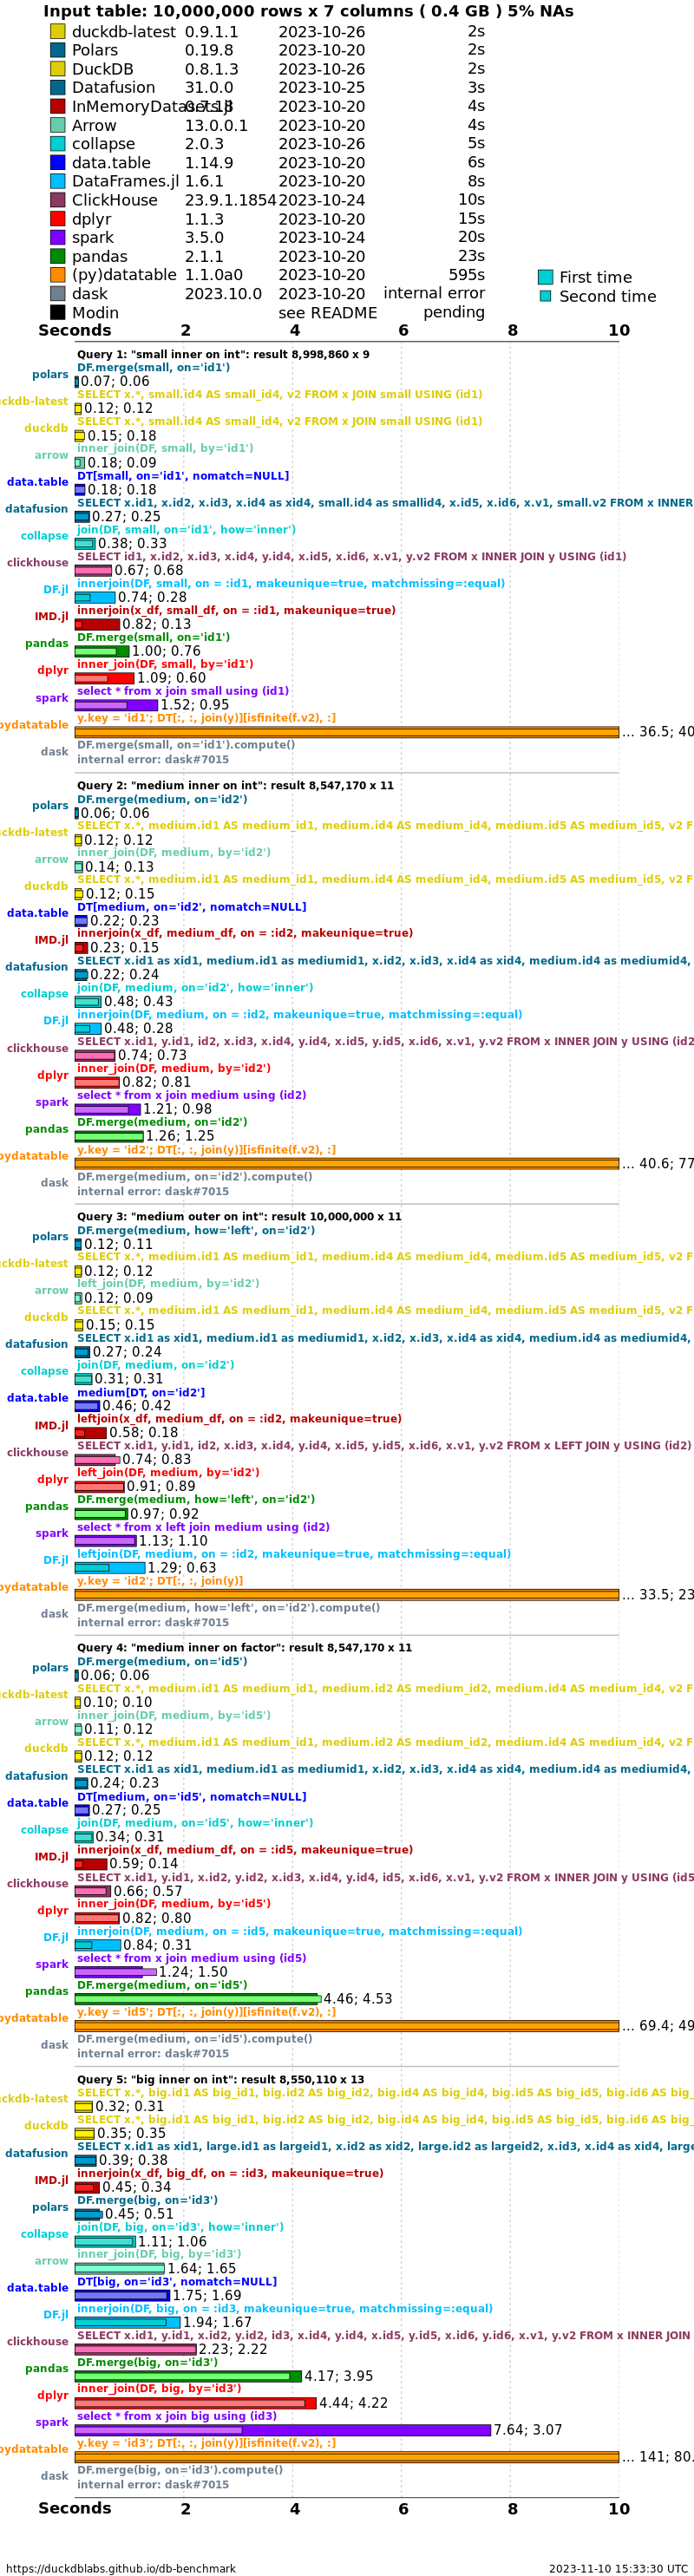 Input table: 10,000,000 rows x 7 columns ( 0.4 GB ) 5% NAs
duckdb-latest 0.9.1.1 2023-10-26 2s
Polars 0.19.8 2023-10-20 2s
DuckDB 0.8.1.3 2023-10-26 2s
Datafusion 31.0.0 2023-10-25 3s
InMemoryDatasets.jl 0.7.18 2023-10-20 4s
Arrow 13.0.0.1 2023-10-20 4s
collapse 2.0.3 2023-10-26 5s
data.table 1.14.9 2023-10-20 6s
DataFrames.jl 1.6.1 2023-10-20 8s
ClickHouse 23.9.1.1854 2023-10-24 10s
dplyr 1.1.3 2023-10-20 15s
spark 3.5.0 2023-10-24 20s
pandas 2.1.1 2023-10-20 23s
(py)datatable 1.1.0a0 2023-10-20 595s
First time
dask 2023.10.0 2023-10-20 internal error
Second time
Modin see README pending
Seconds 2 4 6 8 10
Query 1: "small inner on int": result 8,998,860 x 9
DF.merge(small, on='id1')
polars 0.07; 0.06
SELECT x.*, small.id4 AS small_id4, v2 FROM x JOIN small USING (id1)
uckdb-latest 0.12; 0.12
SELECT x.*, small.id4 AS small_id4, v2 FROM x JOIN small USING (id1)
duckdb 0.15; 0.18
inner_join(DF, small, by='id1')
arrow 0.18; 0.09
DT[small, on='id1', nomatch=NULL]
data.table 0.18; 0.18
SELECT x.id1, x.id2, x.id3, x.id4 as xid4, small.id4 as smallid4, x.id5, x.id6, x.v1, small.v2 FROM x INNER
datafusion 0.27; 0.25
join(DF, small, on='id1', how='inner')
collapse 0.38; 0.33
SELECT id1, x.id2, x.id3, x.id4, y.id4, x.id5, x.id6, x.v1, y.v2 FROM x INNER JOIN y USING (id1)
clickhouse 0.67; 0.68
innerjoin(DF, small, on = :id1, makeunique=true, matchmissing=:equal)
DF.jl 0.74; 0.28
innerjoin(x_df, small_df, on = :id1, makeunique=true)
IMD.jl 0.82; 0.13
DF.merge(small, on='id1')
pandas 1.00; 0.76
inner_join(DF, small, by='id1')
dplyr 1.09; 0.60
select * from x join small using (id1)
spark 1.52; 0.95
y.key = 'id1'; DT[:, :, join(y)][isfinite(f.v2), :]
pydatatable ... 36.5; 40
DF.merge(small, on='id1').compute()
dask internal error: dask#7015
Query 2: "medium inner on int": result 8,547,170 x 11
DF.merge(medium, on='id2')
polars 0.06; 0.06
SELECT x.*, medium.id1 AS medium_id1, medium.id4 AS medium_id4, medium.id5 AS medium_id5, v2 F
uckdb-latest 0.12; 0.12
inner_join(DF, medium, by='id2')
arrow 0.14; 0.13
SELECT x.*, medium.id1 AS medium_id1, medium.id4 AS medium_id4, medium.id5 AS medium_id5, v2 F
duckdb 0.12; 0.15
DT[medium, on='id2', nomatch=NULL]
data.table 0.22; 0.23
innerjoin(x_df, medium_df, on = :id2, makeunique=true)
IMD.jl 0.23; 0.15
SELECT x.id1 as xid1, medium.id1 as mediumid1, x.id2, x.id3, x.id4 as xid4, medium.id4 as mediumid4,
datafusion 0.22; 0.24
join(DF, medium, on='id2', how='inner')
collapse 0.48; 0.43
innerjoin(DF, medium, on = :id2, makeunique=true, matchmissing=:equal)
DF.jl 0.48; 0.28
SELECT x.id1, y.id1, id2, x.id3, x.id4, y.id4, x.id5, y.id5, x.id6, x.v1, y.v2 FROM x INNER JOIN y USING (id2
clickhouse 0.74; 0.73
inner_join(DF, medium, by='id2')
dplyr 0.82; 0.81
select * from x join medium using (id2)
spark 1.21; 0.98
DF.merge(medium, on='id2')
pandas 1.26; 1.25
y.key = 'id2'; DT[:, :, join(y)][isfinite(f.v2), :]
pydatatable ... 40.6; 77
DF.merge(medium, on='id2').compute()
dask internal error: dask#7015
Query 3: "medium outer on int": result 10,000,000 x 11
DF.merge(medium, how='left', on='id2')
polars 0.12; 0.11
SELECT x.*, medium.id1 AS medium_id1, medium.id4 AS medium_id4, medium.id5 AS medium_id5, v2 F
uckdb-latest 0.12; 0.12
left_join(DF, medium, by='id2')
arrow 0.12; 0.09
SELECT x.*, medium.id1 AS medium_id1, medium.id4 AS medium_id4, medium.id5 AS medium_id5, v2 F
duckdb 0.15; 0.15
SELECT x.id1 as xid1, medium.id1 as mediumid1, x.id2, x.id3, x.id4 as xid4, medium.id4 as mediumid4,
datafusion 0.27; 0.24
join(DF, medium, on='id2')
collapse 0.31; 0.31
medium[DT, on='id2']
data.table 0.46; 0.42
leftjoin(x_df, medium_df, on = :id2, makeunique=true)
IMD.jl 0.58; 0.18
SELECT x.id1, y.id1, id2, x.id3, x.id4, y.id4, x.id5, y.id5, x.id6, x.v1, y.v2 FROM x LEFT JOIN y USING (id2)
clickhouse 0.74; 0.83
left_join(DF, medium, by='id2')
dplyr 0.91; 0.89
DF.merge(medium, how='left', on='id2')
pandas 0.97; 0.92
select * from x left join medium using (id2)
spark 1.13; 1.10
leftjoin(DF, medium, on = :id2, makeunique=true, matchmissing=:equal)
DF.jl 1.29; 0.63
y.key = 'id2'; DT[:, :, join(y)]
pydatatable ... 33.5; 23
DF.merge(medium, how='left', on='id2').compute()
dask internal error: dask#7015
Query 4: "medium inner on factor": result 8,547,170 x 11
DF.merge(medium, on='id5')
polars 0.06; 0.06
SELECT x.*, medium.id1 AS medium_id1, medium.id2 AS medium_id2, medium.id4 AS medium_id4, v2 F
uckdb-latest 0.10; 0.10
inner_join(DF, medium, by='id5')
arrow 0.11; 0.12
SELECT x.*, medium.id1 AS medium_id1, medium.id2 AS medium_id2, medium.id4 AS medium_id4, v2 F
duckdb 0.12; 0.12
SELECT x.id1 as xid1, medium.id1 as mediumid1, x.id2, x.id3, x.id4 as xid4, medium.id4 as mediumid4,
datafusion 0.24; 0.23
DT[medium, on='id5', nomatch=NULL]
data.table 0.27; 0.25
join(DF, medium, on='id5', how='inner')
collapse 0.34; 0.31
innerjoin(x_df, medium_df, on = :id5, makeunique=true)
IMD.jl 0.59; 0.14
SELECT x.id1, y.id1, x.id2, y.id2, x.id3, x.id4, y.id4, id5, x.id6, x.v1, y.v2 FROM x INNER JOIN y USING (id5
clickhouse 0.66; 0.57
inner_join(DF, medium, by='id5')
dplyr 0.82; 0.80
innerjoin(DF, medium, on = :id5, makeunique=true, matchmissing=:equal)
DF.jl 0.84; 0.31
select * from x join medium using (id5)
spark 1.24; 1.50
DF.merge(medium, on='id5')
pandas 4.46; 4.53
y.key = 'id5'; DT[:, :, join(y)][isfinite(f.v2), :]
pydatatable ... 69.4; 49
DF.merge(medium, on='id5').compute()
dask internal error: dask#7015
Query 5: "big inner on int": result 8,550,110 x 13
SELECT x.*, big.id1 AS big_id1, big.id2 AS big_id2, big.id4 AS big_id4, big.id5 AS big_id5, big.id6 AS big_
uckdb-latest 0.32; 0.31
SELECT x.*, big.id1 AS big_id1, big.id2 AS big_id2, big.id4 AS big_id4, big.id5 AS big_id5, big.id6 AS big_
duckdb 0.35; 0.35
SELECT x.id1 as xid1, large.id1 as largeid1, x.id2 as xid2, large.id2 as largeid2, x.id3, x.id4 as xid4, large
datafusion 0.39; 0.38
innerjoin(x_df, big_df, on = :id3, makeunique=true)
IMD.jl 0.45; 0.34
DF.merge(big, on='id3')
polars 0.45; 0.51
join(DF, big, on='id3', how='inner')
collapse 1.11; 1.06
inner_join(DF, big, by='id3')
arrow 1.64; 1.65
DT[big, on='id3', nomatch=NULL]
data.table 1.75; 1.69
innerjoin(DF, big, on = :id3, makeunique=true, matchmissing=:equal)
DF.jl 1.94; 1.67
SELECT x.id1, y.id1, x.id2, y.id2, id3, x.id4, y.id4, x.id5, y.id5, x.id6, y.id6, x.v1, y.v2 FROM x INNER JOIN
clickhouse 2.23; 2.22
DF.merge(big, on='id3')
pandas 4.17; 3.95
inner_join(DF, big, by='id3')
dplyr 4.44; 4.22
select * from x join big using (id3)
spark 7.64; 3.07
y.key = 'id3'; DT[:, :, join(y)][isfinite(f.v2), :]
pydatatable ... 141; 80.
DF.merge(big, on='id3').compute()
dask internal error: dask#7015
Seconds 2 4 6 8 10
https://duckdblabs.github.io/db-benchmark 2023-11-10 15:33:30 UTC